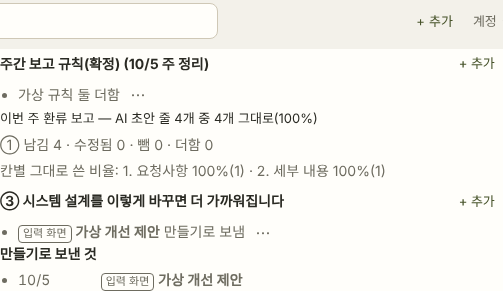 + 추가 계정
주간 보고 규칙(확정) (10/5 주 정리) + 추가
• 가상 규칙 둘 더함 ⋯
이번 주 환류 보고 — AI 초안 줄 4개 중 4개 그대로(100%)
① 남김 4 · 수정됨 0 · 뺌 0 · 더함 0
칸별 그대로 쓴 비율: 1. 요청사항 100%(1) · 2. 세부 내용 100%(1)
③ 시스템 설계를 이렇게 바꾸면 더 가까워집니다 + 추가
• 입력 화면 가상 개선 제안 만들기로 보냄 ⋯
만들기로 보낸 것
• 10/5 입력 화면 가상 개선 제안